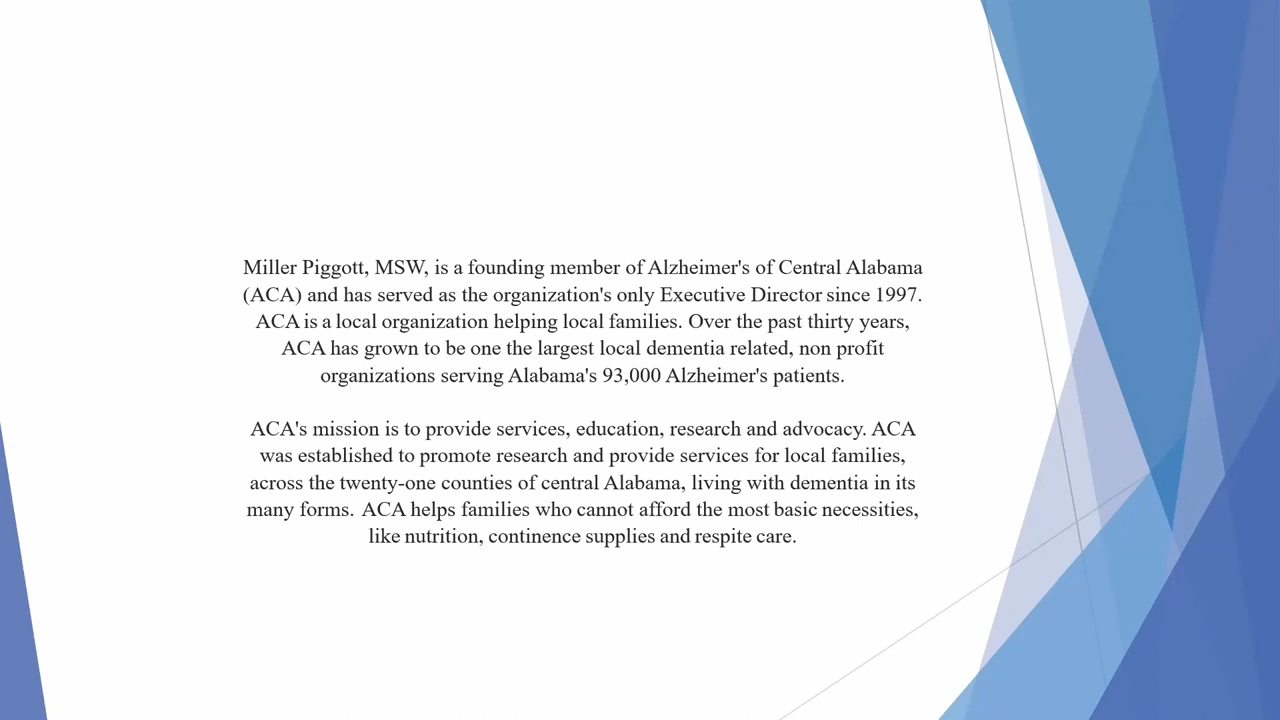 Miller Piggott, MSW, is a founding member of Alzheimer's of Central Alabama
(ACA) and has served as the organization's only Executive Director since 1997.
ACA is a local organization helping local families. Over the past thirty years,
ACA has grown to be one the largest local dementia related, non profit
organizations serving Alabama's 93,000 Alzheimer's patients.
ACA's mission is to provide services, education, research and advocacy. ACA
was established to promote research and provide services for local families,
across the twenty-one counties of central Alabama, living with dementia in its
many forms. ACA helps families who cannot afford the most basic necessities,
like nutrition, continence supplies and respite care.